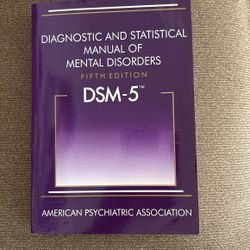 DIAGNOSTIC AND STATISTICAL
MANUAL OF
MENTAL DISORDERS
FIFTH EDITION
DSM-5™
AMERICAN PSYCHIATRIC ASSOCIATION